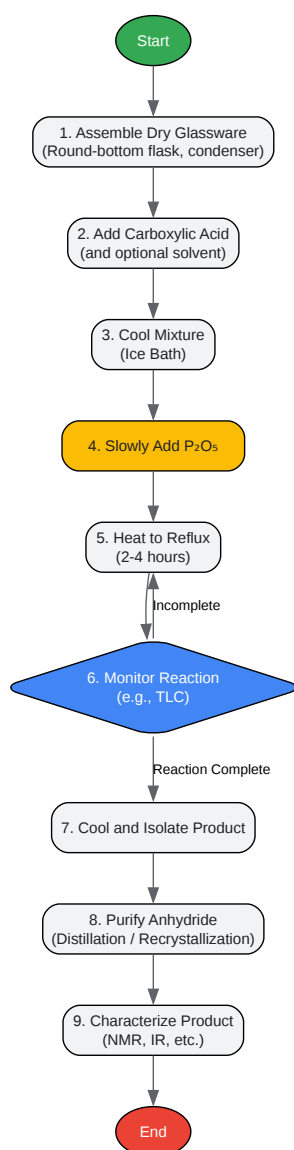 Start
1. Assemble Dry Glassware
(Round-bottom flask, condenser)
2. Add Carboxylic Acid
(and optional solvent)
3. Cool Mixture
(Ice Bath)
4. Slowly Add P₂O₅
5. Heat to Reflux
(2-4 hours)
Incomplete
6. Monitor Reaction
(e.g., TLC)
Reaction Complete
7. Cool and Isolate Product
8. Purify Anhydride
(Distillation / Recrystallization)
9. Characterize Product
(NMR, IR, etc.)
End